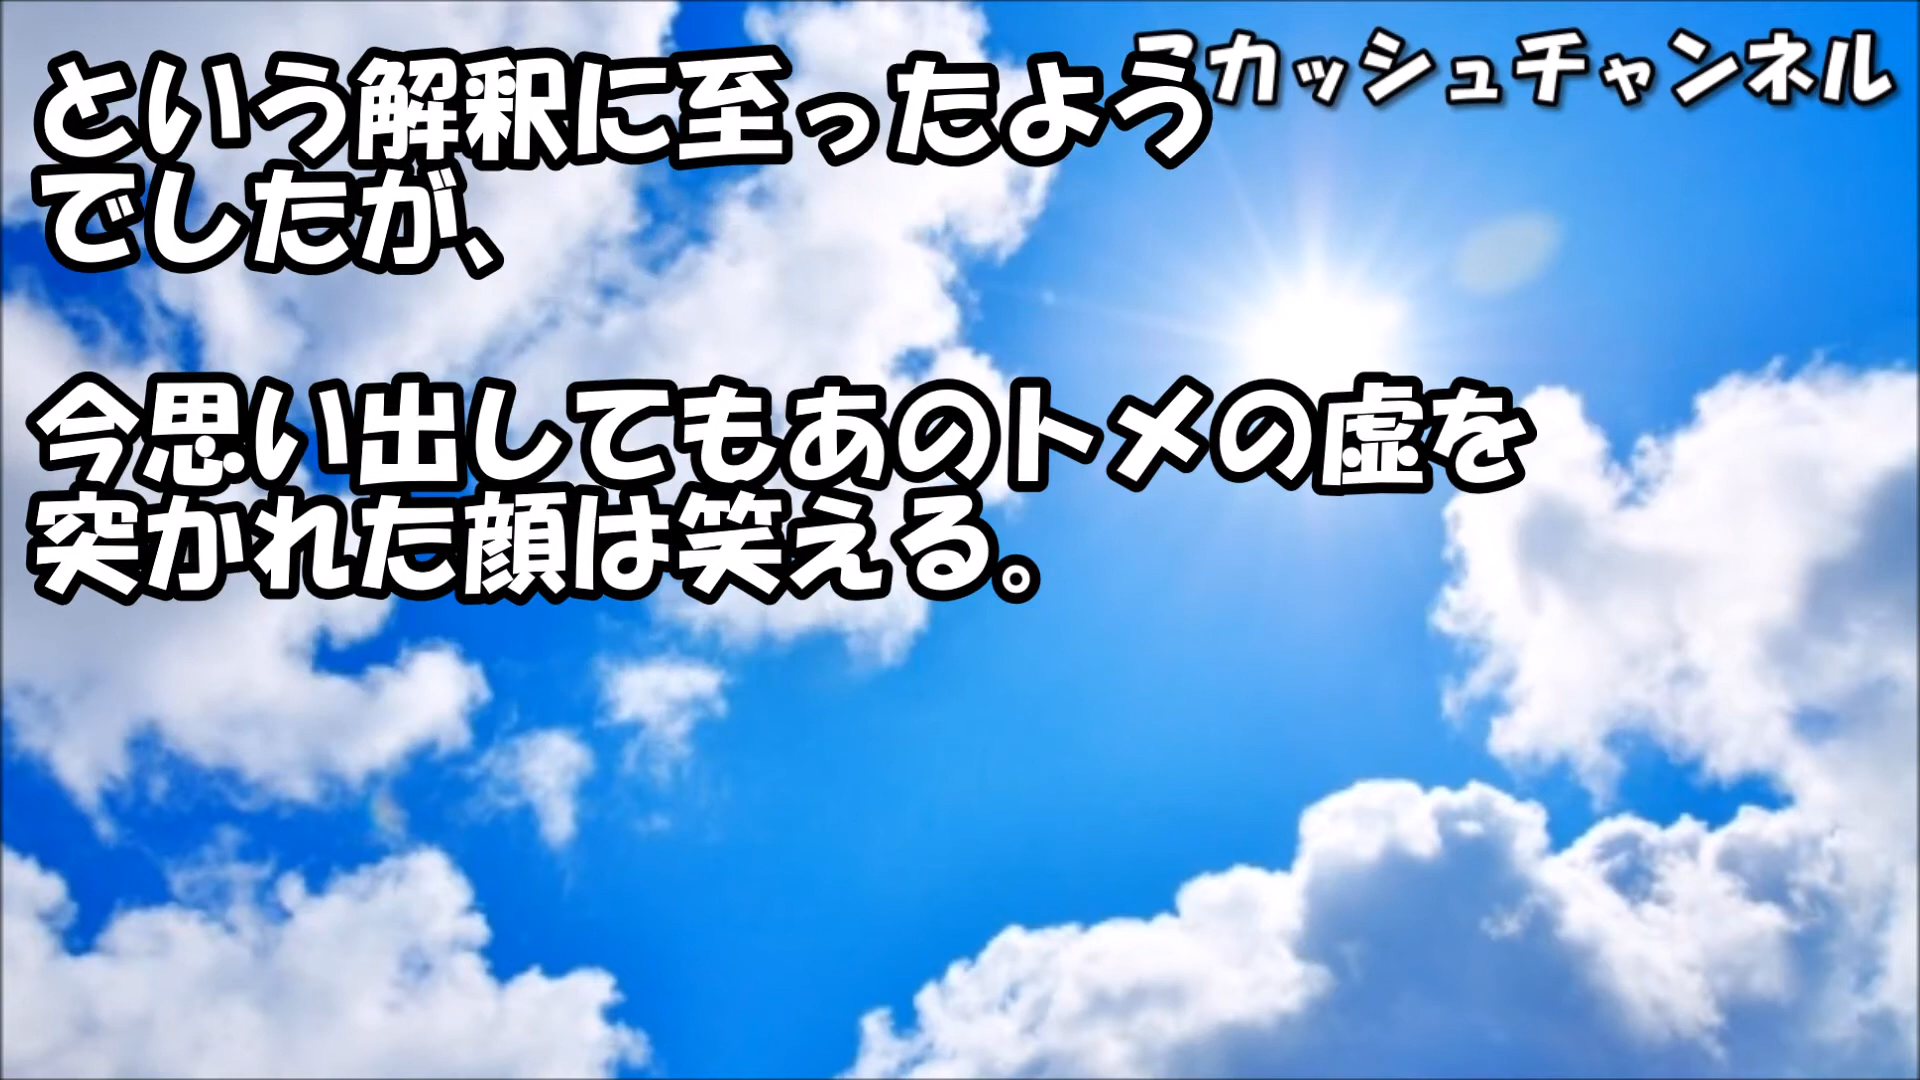 という解釈に至ったよう
でしたが、
今思い出してもあのトメの虚を
突かれた顔は笑える。
カッシュチャンネル